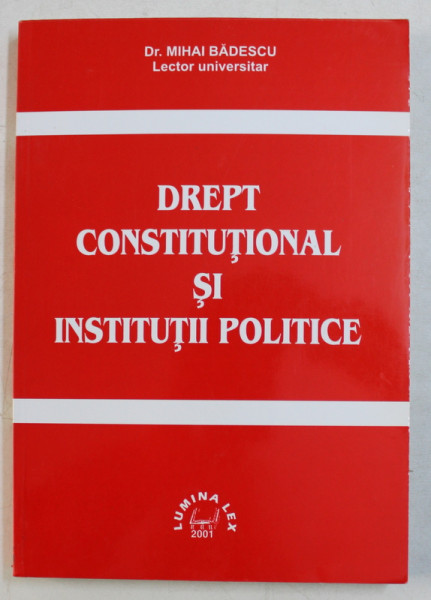 Dr. MIHAI BĂDESCU
Lector universitar
DREPT
CONSTITUŢIONAL
ŞI
INSTITUŢII POLITICE
LUMINA LEX
2001